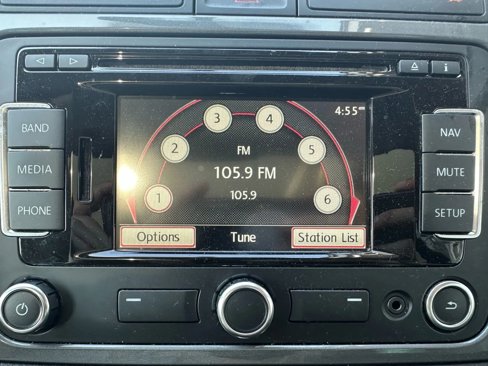 BAND
MEDIA
PHONE
NAV
MUTE
SETUP
i
4:55
1
2
3
4
5
6
FM
105.9 FM
105.9
Options
Tune
Station List